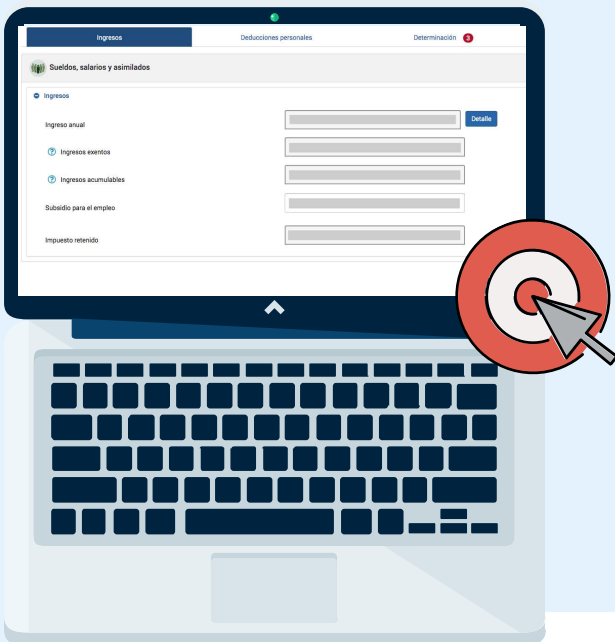 Ingresos Deducciones personales Determinación 3
Sueldos, salarios y asimilados
Ingresos
Ingreso anual Detalle
? Ingresos exentos
? Ingresos acumulables
Subsidio para el empleo
Impuesto retenido